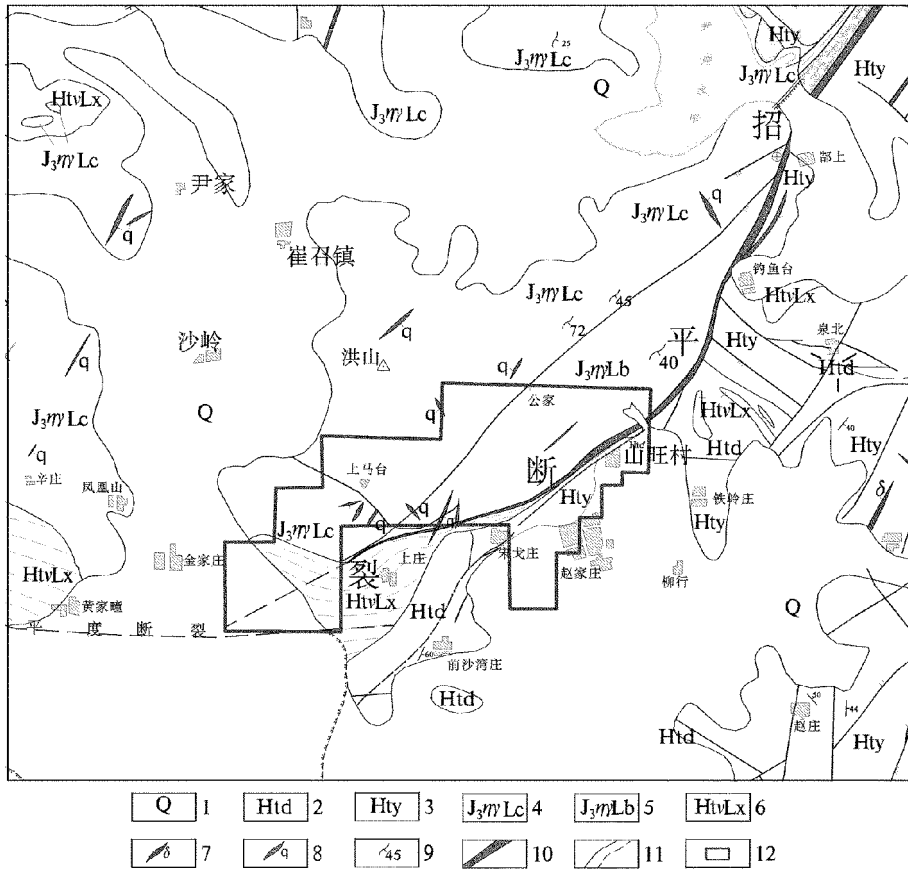 25
J₃ηγLc
Hty
J₃ηγLc
Hty
Q
HtvLx
J₃ηγLc
招
J₃ηγLc
部上
Hty
尹家
q
J₃ηγLc
q
崔召镇
钓鱼台
J₃ηγLc
45
HtvLx
q
72
平
Hty
泉北
沙岭
洪山
40
q
q
J₃ηγLb
Htd
J₃ηγLc
Q
q
公家
HtvLx
40
q
断
山旺村
Htd
Hty
辛庄
上马台
凤凰山
Hty
铁岭庄
δ
q
q
J₃ηγLc
Hty
金家庄
上庄
宋戈庄
HtvLx
裂
赵家庄
柳行
黄家疃
HtvLx
Htd
Q
平度断裂
60
前沙湾庄
Htd
50
44
赵庄
Htd
Hty
Q 1 Htd 2 Hty 3 J₃ηγLc 4 J₃ηγLb 5 HtvLx 6
δ 7 q 8 45 9 10 11 12